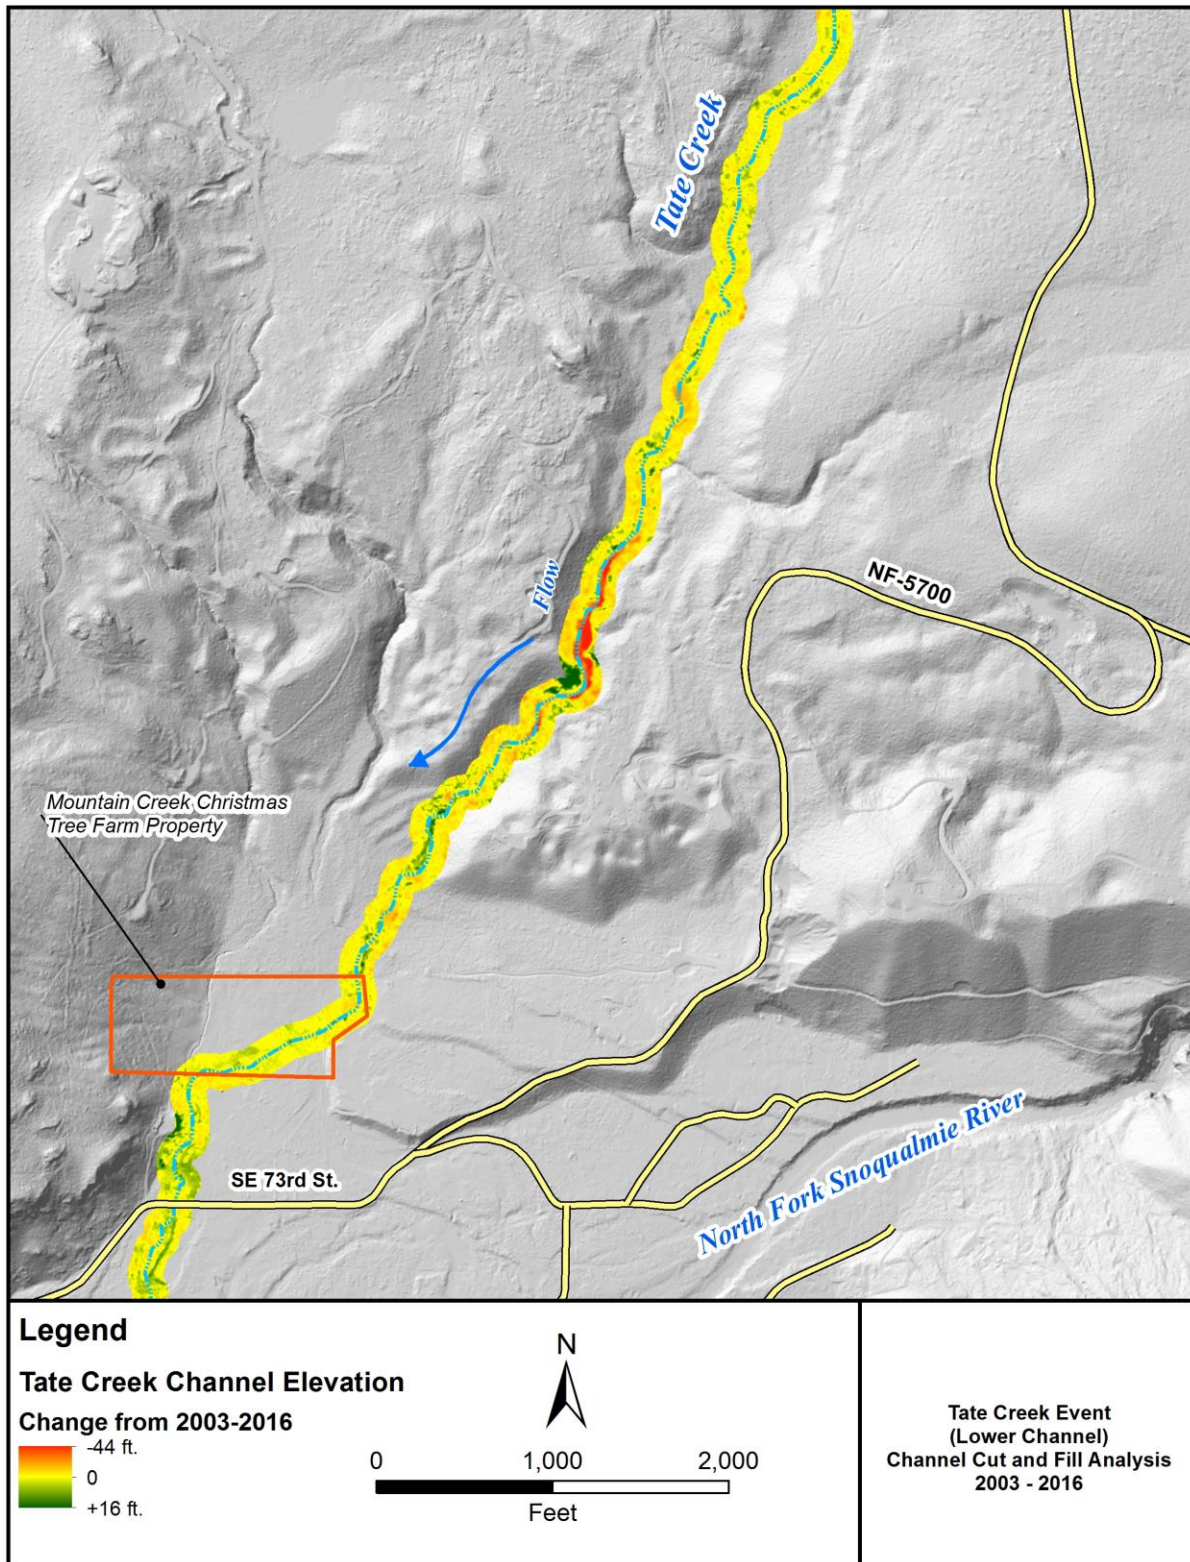 Tate Creek
NF-5700
Flow
Mountain Creek Christmas
Tree Farm Property
SE 73rd St.
North Fork Snoqualmie River
Legend
Tate Creek Channel Elevation
Change from 2003-2016
-44 ft.
0
+16 ft.
N
0 1,000 2,000
Feet
Tate Creek Event
(Lower Channel)
Channel Cut and Fill Analysis
2003 - 2016